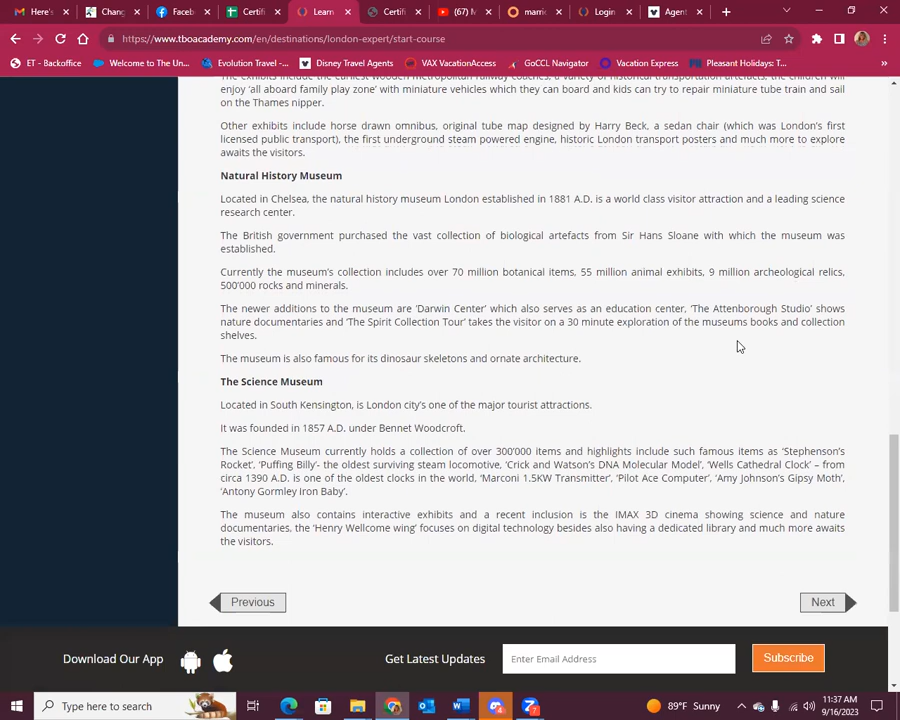 Here's
Chang
Faceb
Certifi
Learn
Certifi
(67) M
marri
Login
Agent
https://www.tboacademy.com/en/destinations/london-expert/start-course
ET - Backoffice
Welcome to The Un...
Evolution Travel -...
Disney Travel Agents
VAX VacationAccess
GoCCL Navigator
Vacation Express
Pleasant Holidays: T...
enjoy 'all aboard family play zone' with miniature vehicles which they can board and kids can try to repair miniature tube train and sail
on the Thames nipper.
Other exhibits include horse drawn omnibus, original tube map designed by Harry Beck, a sedan chair (which was London's first
licensed public transport), the first underground steam powered engine, historic London transport posters and much more to explore
awaits the visitors.
Natural History Museum
Located in Chelsea, the natural history museum London established in 1881 A.D. is a world class visitor attraction and a leading science
research center.
The British government purchased the vast collection of biological artefacts from Sir Hans Sloane with which the museum was
established.
Currently the museum's collection includes over 70 million botanical items, 55 million animal exhibits, 9 million archeological relics,
500'000 rocks and minerals.
The newer additions to the museum are 'Darwin Center' which also serves as an education center, 'The Attenborough Studio' shows
nature documentaries and 'The Spirit Collection Tour' takes the visitor on a 30 minute exploration of the museums books and collection
shelves.
The museum is also famous for its dinosaur skeletons and ornate architecture.
The Science Museum
Located in South Kensington, is London city's one of the major tourist attractions.
It was founded in 1857 A.D. under Bennet Woodcroft.
The Science Museum currently holds a collection of over 300'000 items and highlights include such famous items as 'Stephenson's
Rocket', 'Puffing Billy'- the oldest surviving steam locomotive, 'Crick and Watson's DNA Molecular Model', 'Wells Cathedral Clock' – from
circa 1390 A.D. is one of the oldest clocks in the world, 'Marconi 1.5KW Transmitter', 'Pilot Ace Computer', 'Amy Johnson's Gipsy Moth',
'Antony Gormley Iron Baby'.
The museum also contains interactive exhibits and a recent inclusion is the IMAX 3D cinema showing science and nature
documentaries, the 'Henry Wellcome wing' focuses on digital technology besides also having a dedicated library and much more awaits
the visitors.
Previous
Next
Download Our App
Get Latest Updates
Enter Email Address
Subscribe
Type here to search
89°F Sunny
11:37 AM
9/16/2023